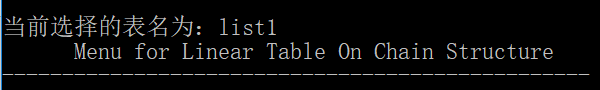 当前选择的表名为：list1
Menu for Linear Table On Chain Structure
-------------------------------------------------